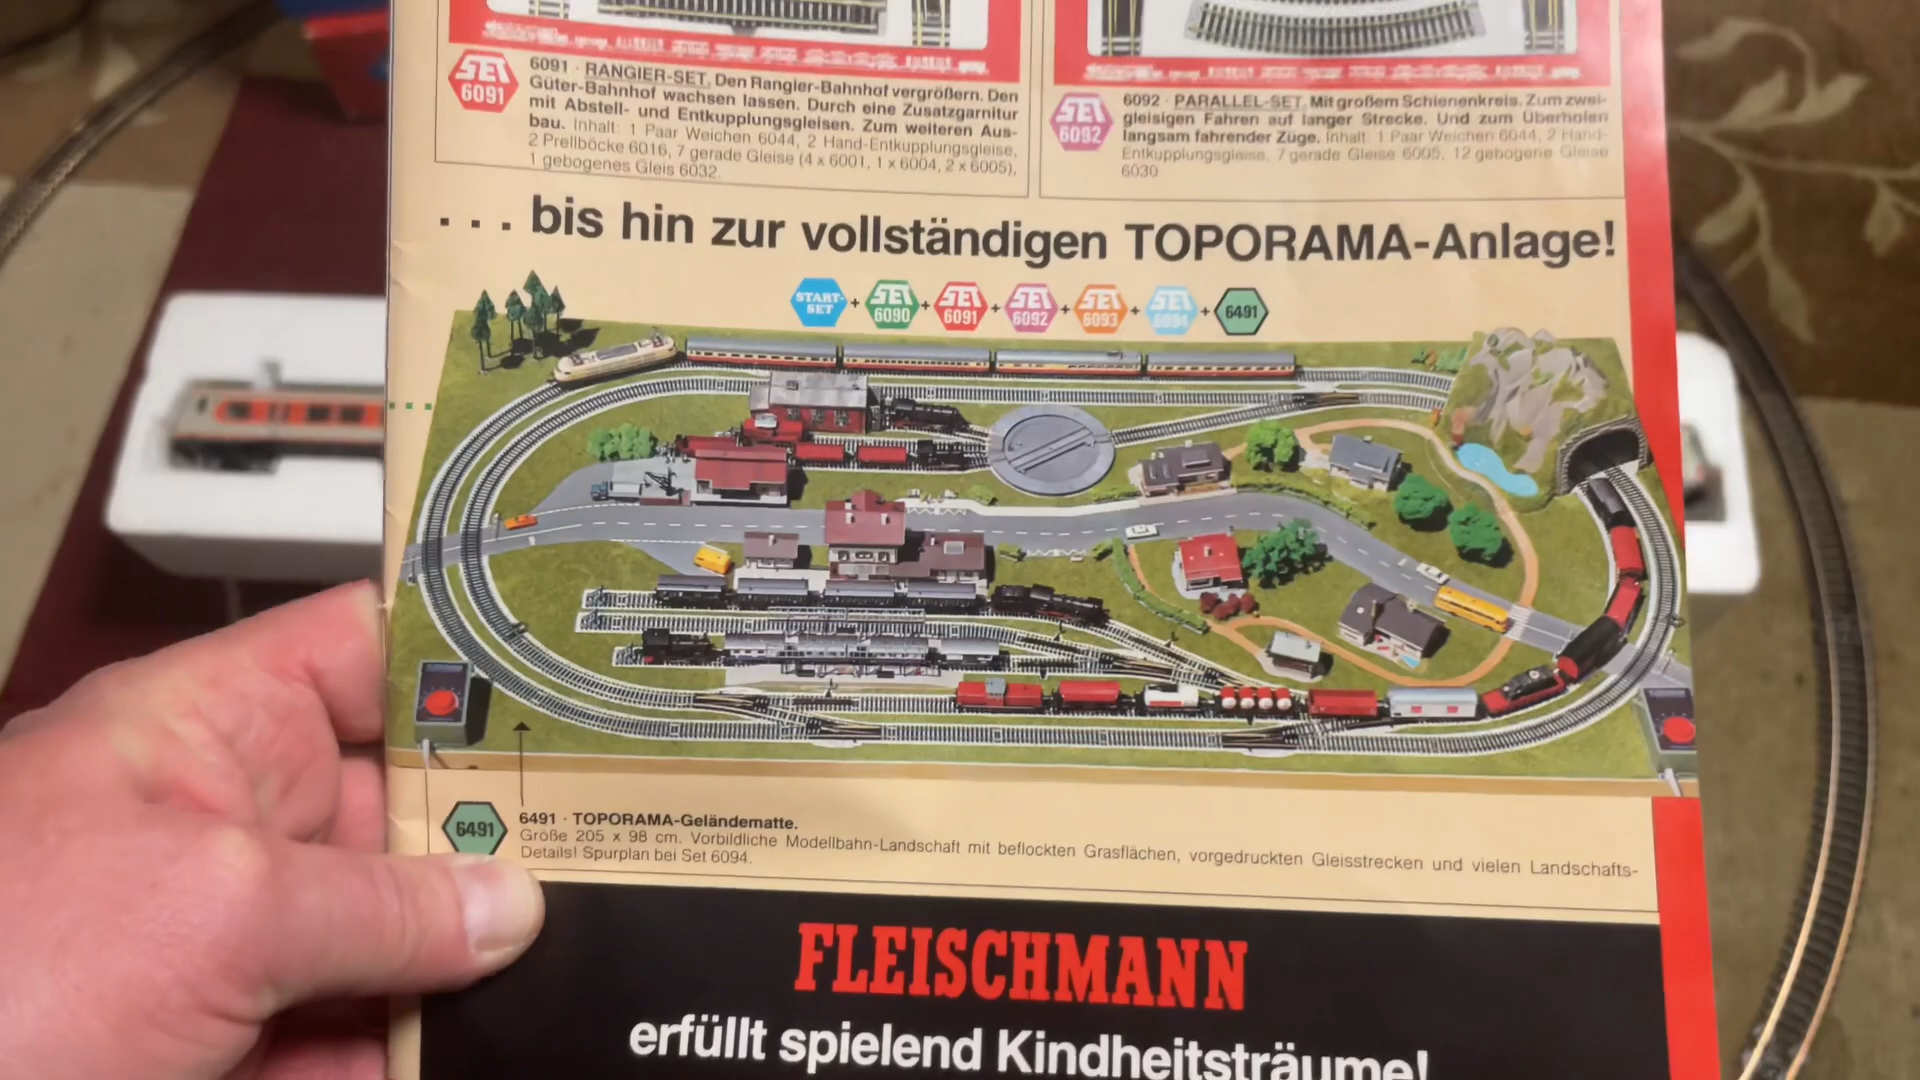 SET
6091
6091 · RANGIER-SET. Den Rangier-Bahnhof vergrößern. Den
Güter-Bahnhof wachsen lassen. Durch eine Zusatzgarnitur
mit Abstell- und Entkupplungsgleisen. Zum weiteren Aus-
bau. Inhalt: 1 Paar Weichen 6044, 2 Hand-Entkupplungsgleise,
2 Prellböcke 6016, 7 gerade Gleise (4 x 6001, 1 x 6004, 2 x 6005),
1 gebogenes Gleis 6032.
SET
6092
6092 · PARALLEL-SET. Mit großem Schienenkreis. Zum zwei-
gleisigen Fahren auf langer Strecke. Und zum Überholen
langsam fahrender Züge. Inhalt: 1 Paar Weichen 6044, 2 Hand-
Entkupplungsgleise, 7 gerade Gleise 6005, 12 gebogene Gleise
6030
. . . bis hin zur vollständigen TOPORAMA-Anlage!
START-
SET
+
SET
6090
+
SET
6091
+
SET
6092
+
SET
6093
+
SET
6094
+
6491
6491
6491 · TOPORAMA-Geländematte.
Größe 205 x 98 cm. Vorbildliche Modellbahn-Landschaft mit beflockten Grasflächen, vorgedruckten Gleisstrecken und vielen Landschafts-
Details! Spurplan bei Set 6094.
FLEISCHMANN
erfüllt spielend Kindheitsträume!